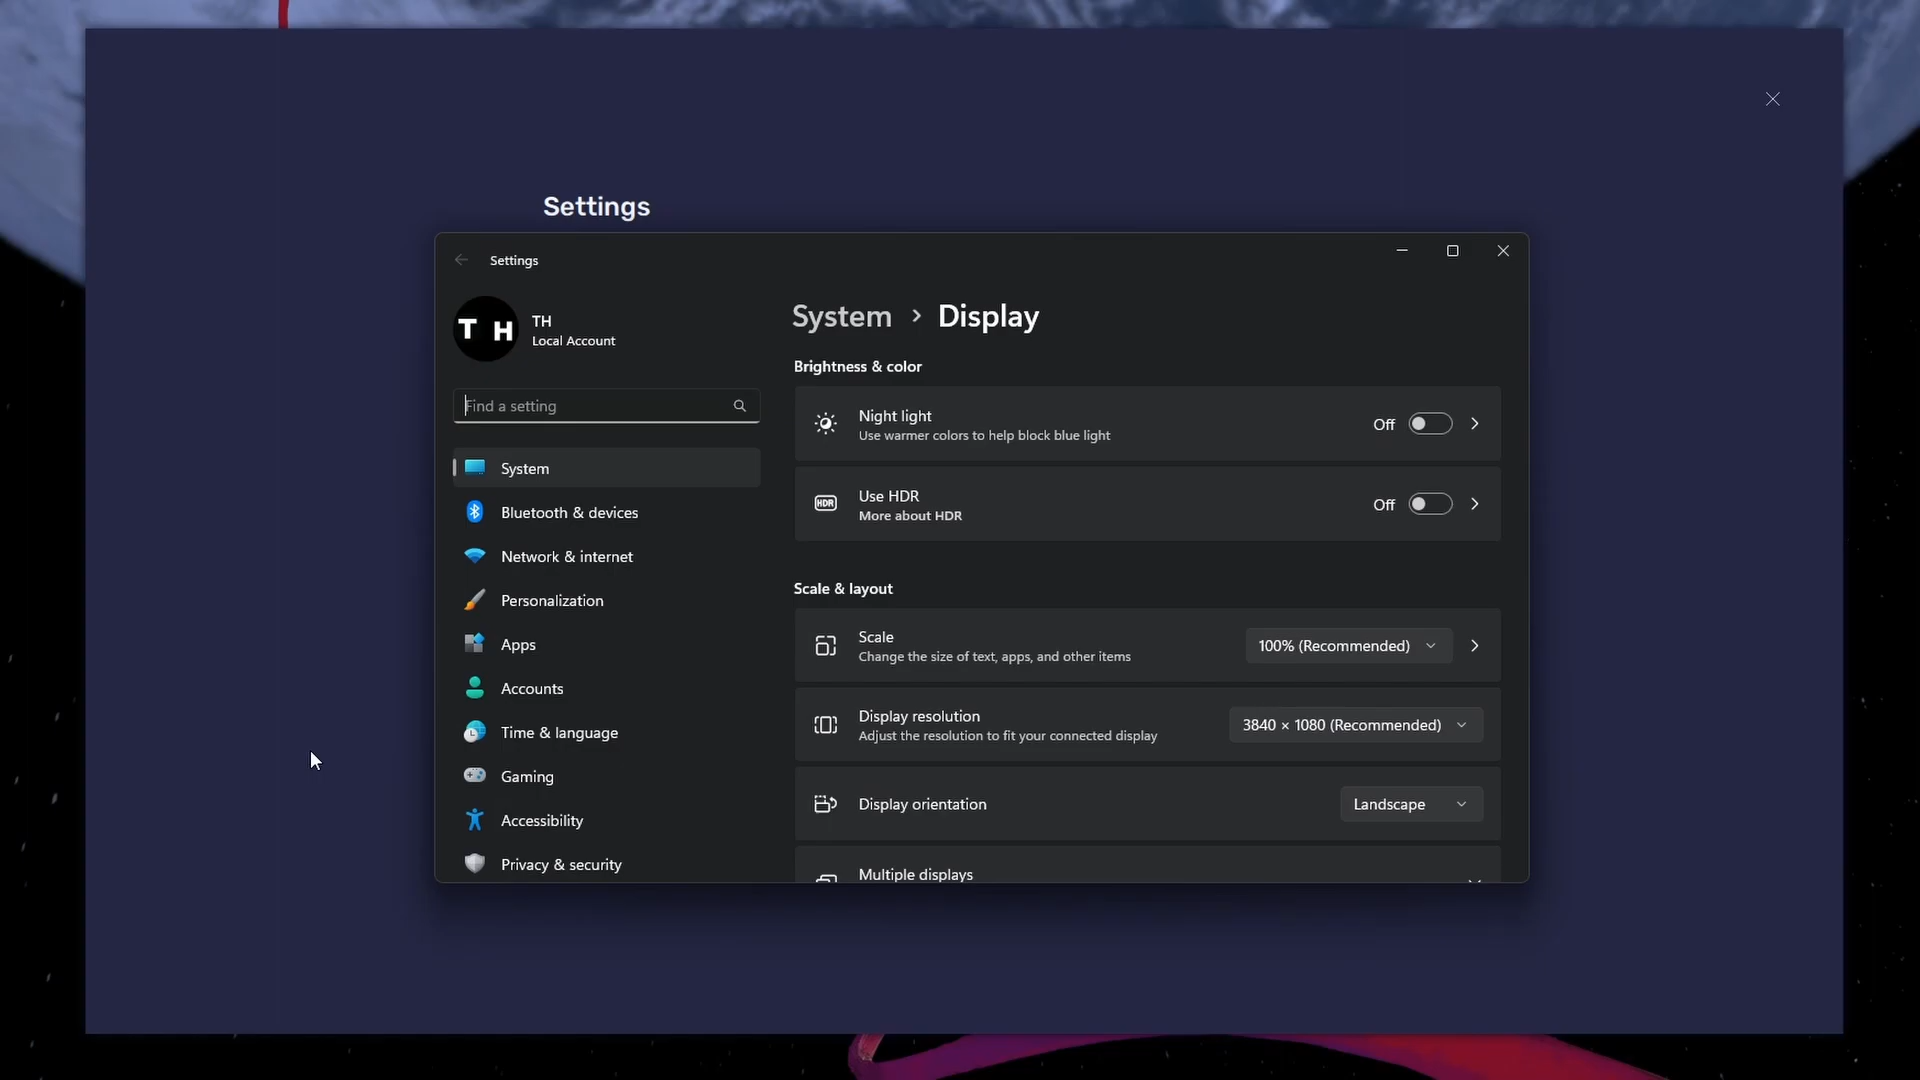 Settings
Settings
T H
TH
Local Account
Find a setting
System
Bluetooth & devices
Network & internet
Personalization
Apps
Accounts
Time & language
Gaming
Accessibility
Privacy & security
System › Display
Brightness & color
Night light
Use warmer colors to help block blue light
Off
HDR
Use HDR
More about HDR
Off
Scale & layout
Scale
Change the size of text, apps, and other items
100% (Recommended)
Display resolution
Adjust the resolution to fit your connected display
3840 × 1080 (Recommended)
Display orientation
Landscape
Multiple displays